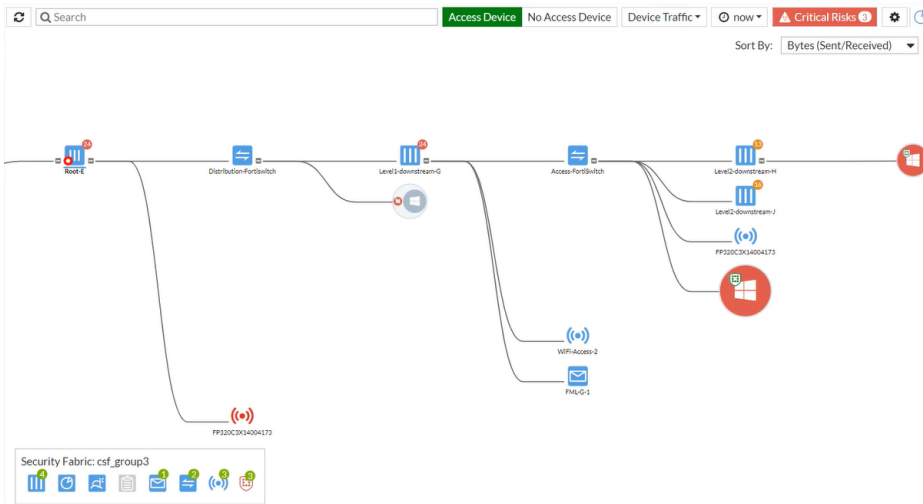 Search
Access Device No Access Device Device Traffic now Critical Risks 3
Sort By: Bytes (Sent/Received)
24
Root-E
Distribution-Fortiswitch
24
Level1-downstream-G
Access-FortiSwitch
13
Level2-downstream-H
16
Level2-downstream-J
FP320C3X14004173
WIFI-Access-2
FML-G-1
FP320C3X14004173
Security Fabric: csf_group3
4 1 2 3 3